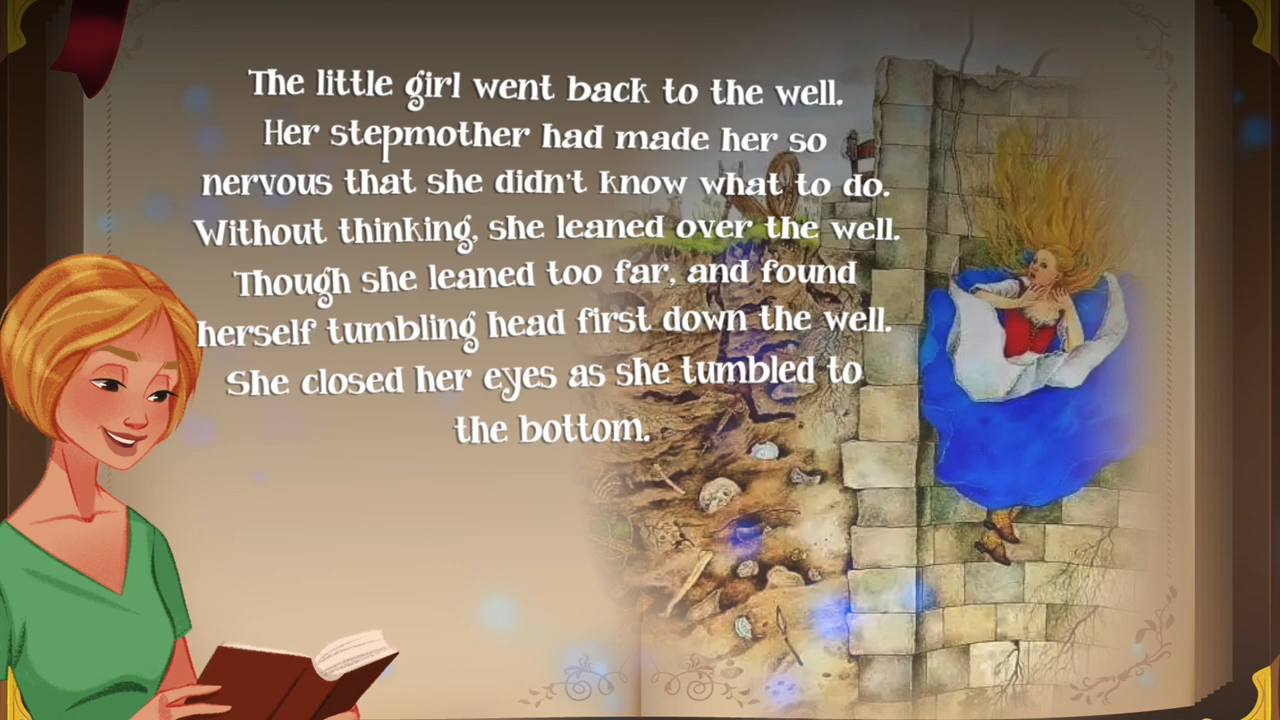 The little girl went back to the well.
Her stepmother had made her so
nervous that she didn't know what to do.
Without thinking, she leaned over the well.
Though she leaned too far, and found
herself tumbling head first down the well.
She closed her eyes as she tumbled to
the bottom.